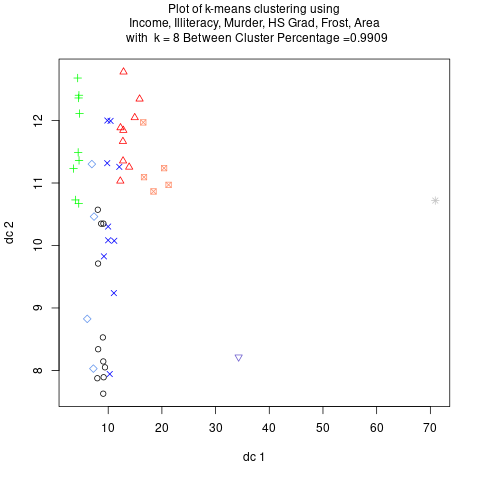 Plot of k-means clustering using
Income, Illiteracy, Murder, HS Grad, Frost, Area
with k = 8 Between Cluster Percentage =0.9909
12
11
10
9
8
dc 2
10 20 30 40 50 60 70
dc 1